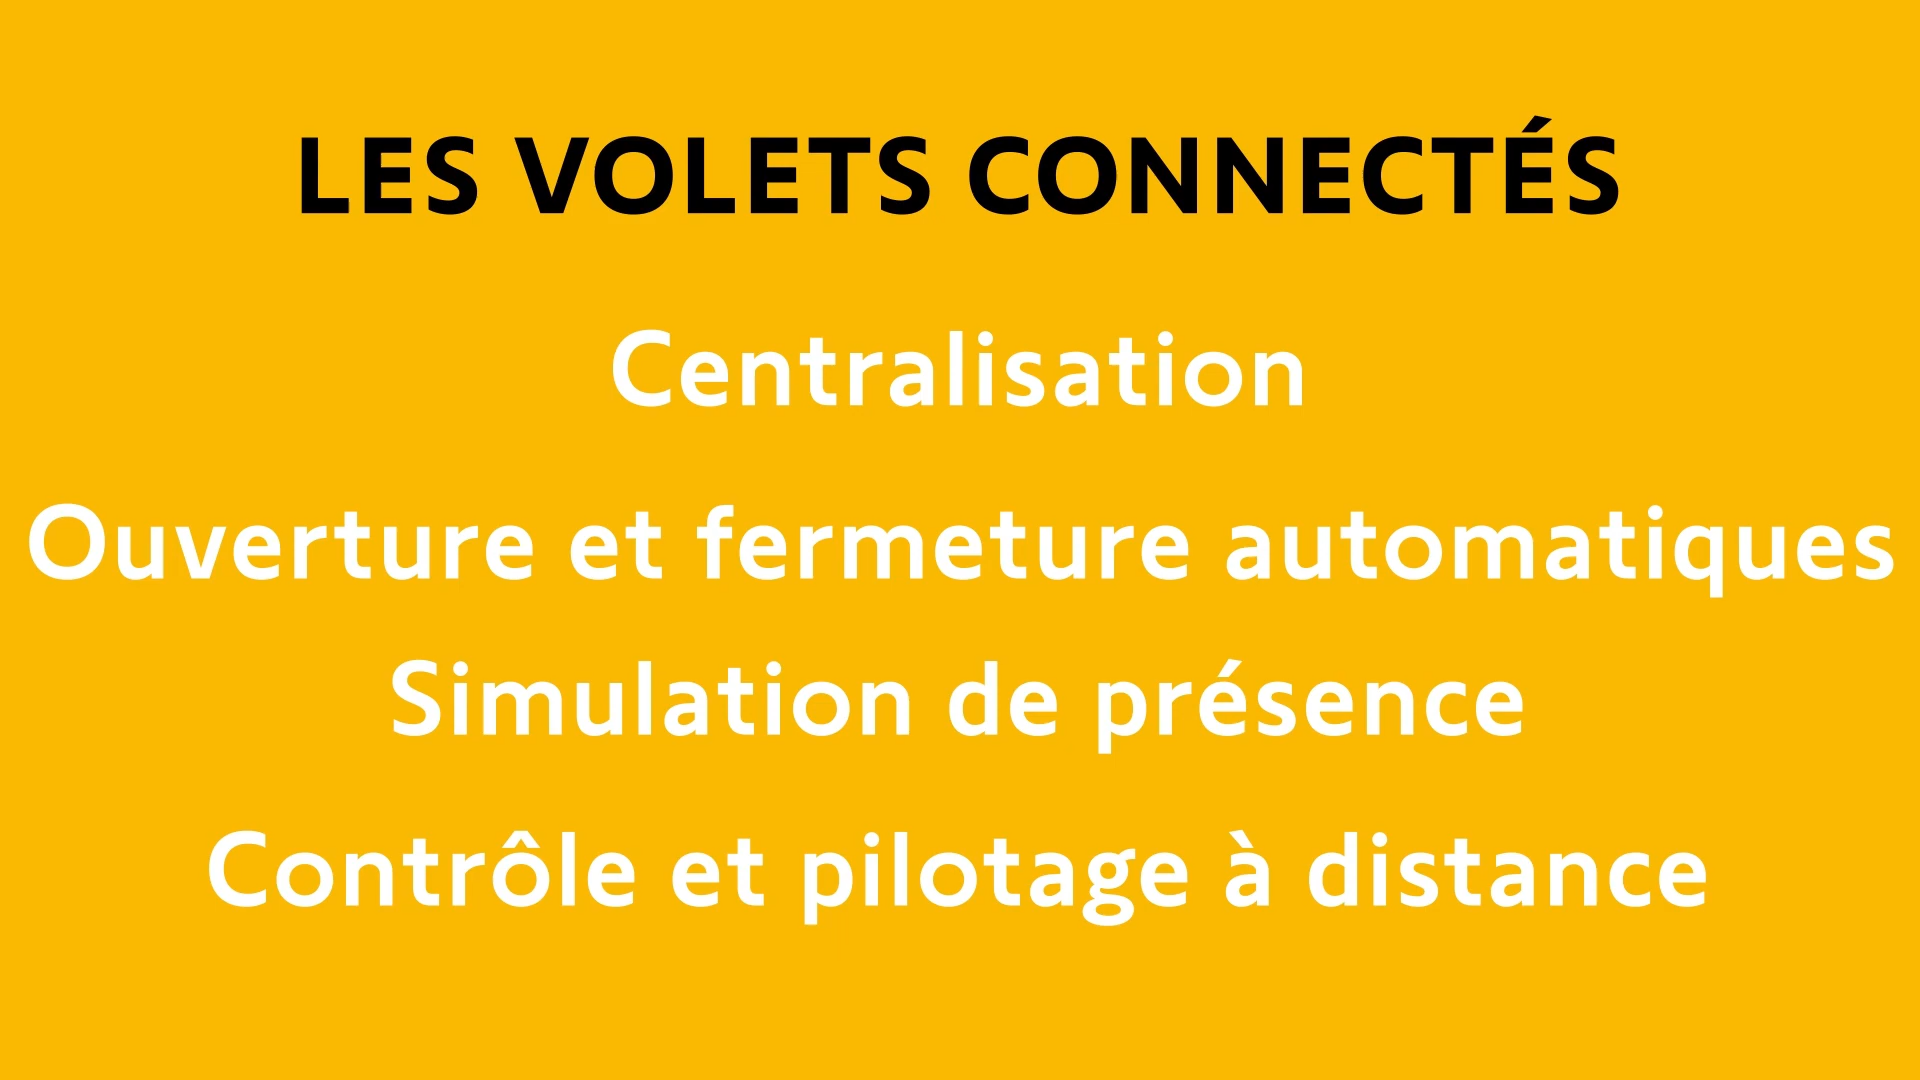 LES VOLETS CONNECTÉS
Centralisation
Ouverture et fermeture automatiques
Simulation de présence
Contrôle et pilotage à distance